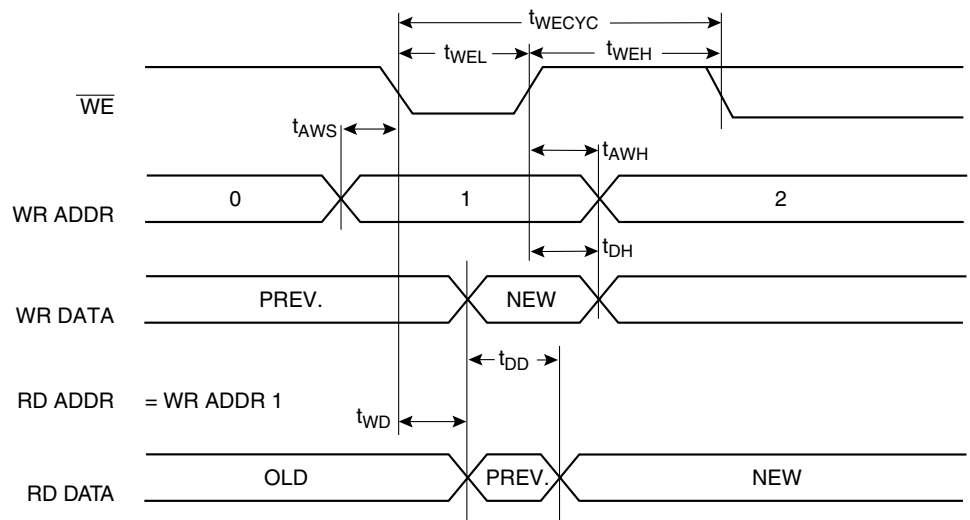 tWECYC
tWEL tWEH
WE
tAWS tAWH
WR ADDR 0 1 2
tDH
WR DATA PREV. NEW
tDD
RD ADDR = WR ADDR 1
tWD
RD DATA OLD PREV. NEW